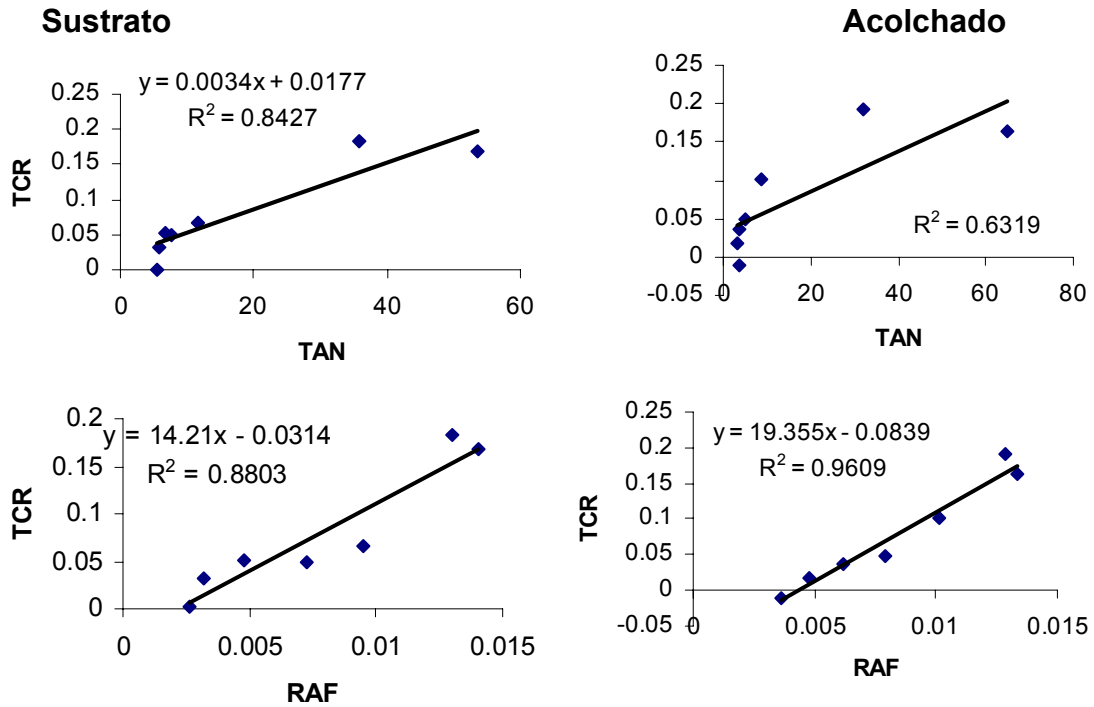 Sustrato
Acolchado
y = 0.0034x + 0.0177
R² = 0.8427
0.25
0.2
0.15
0.1
0.05
0
TCR
0
20
40
60
TAN
0.25
0.2
0.15
0.1
0.05
0
-0.05
R² = 0.6319
0
20
40
60
80
TAN
0.2
0.15
0.1
0.05
0
y = 14.21x - 0.0314
R² = 0.8803
TCR
0
0.005
0.01
0.015
RAF
0.25
0.2
0.15
0.1
0.05
0
-0.05
y = 19.355x - 0.0839
R² = 0.9609
TCR
0
0.005
0.01
0.015
RAF